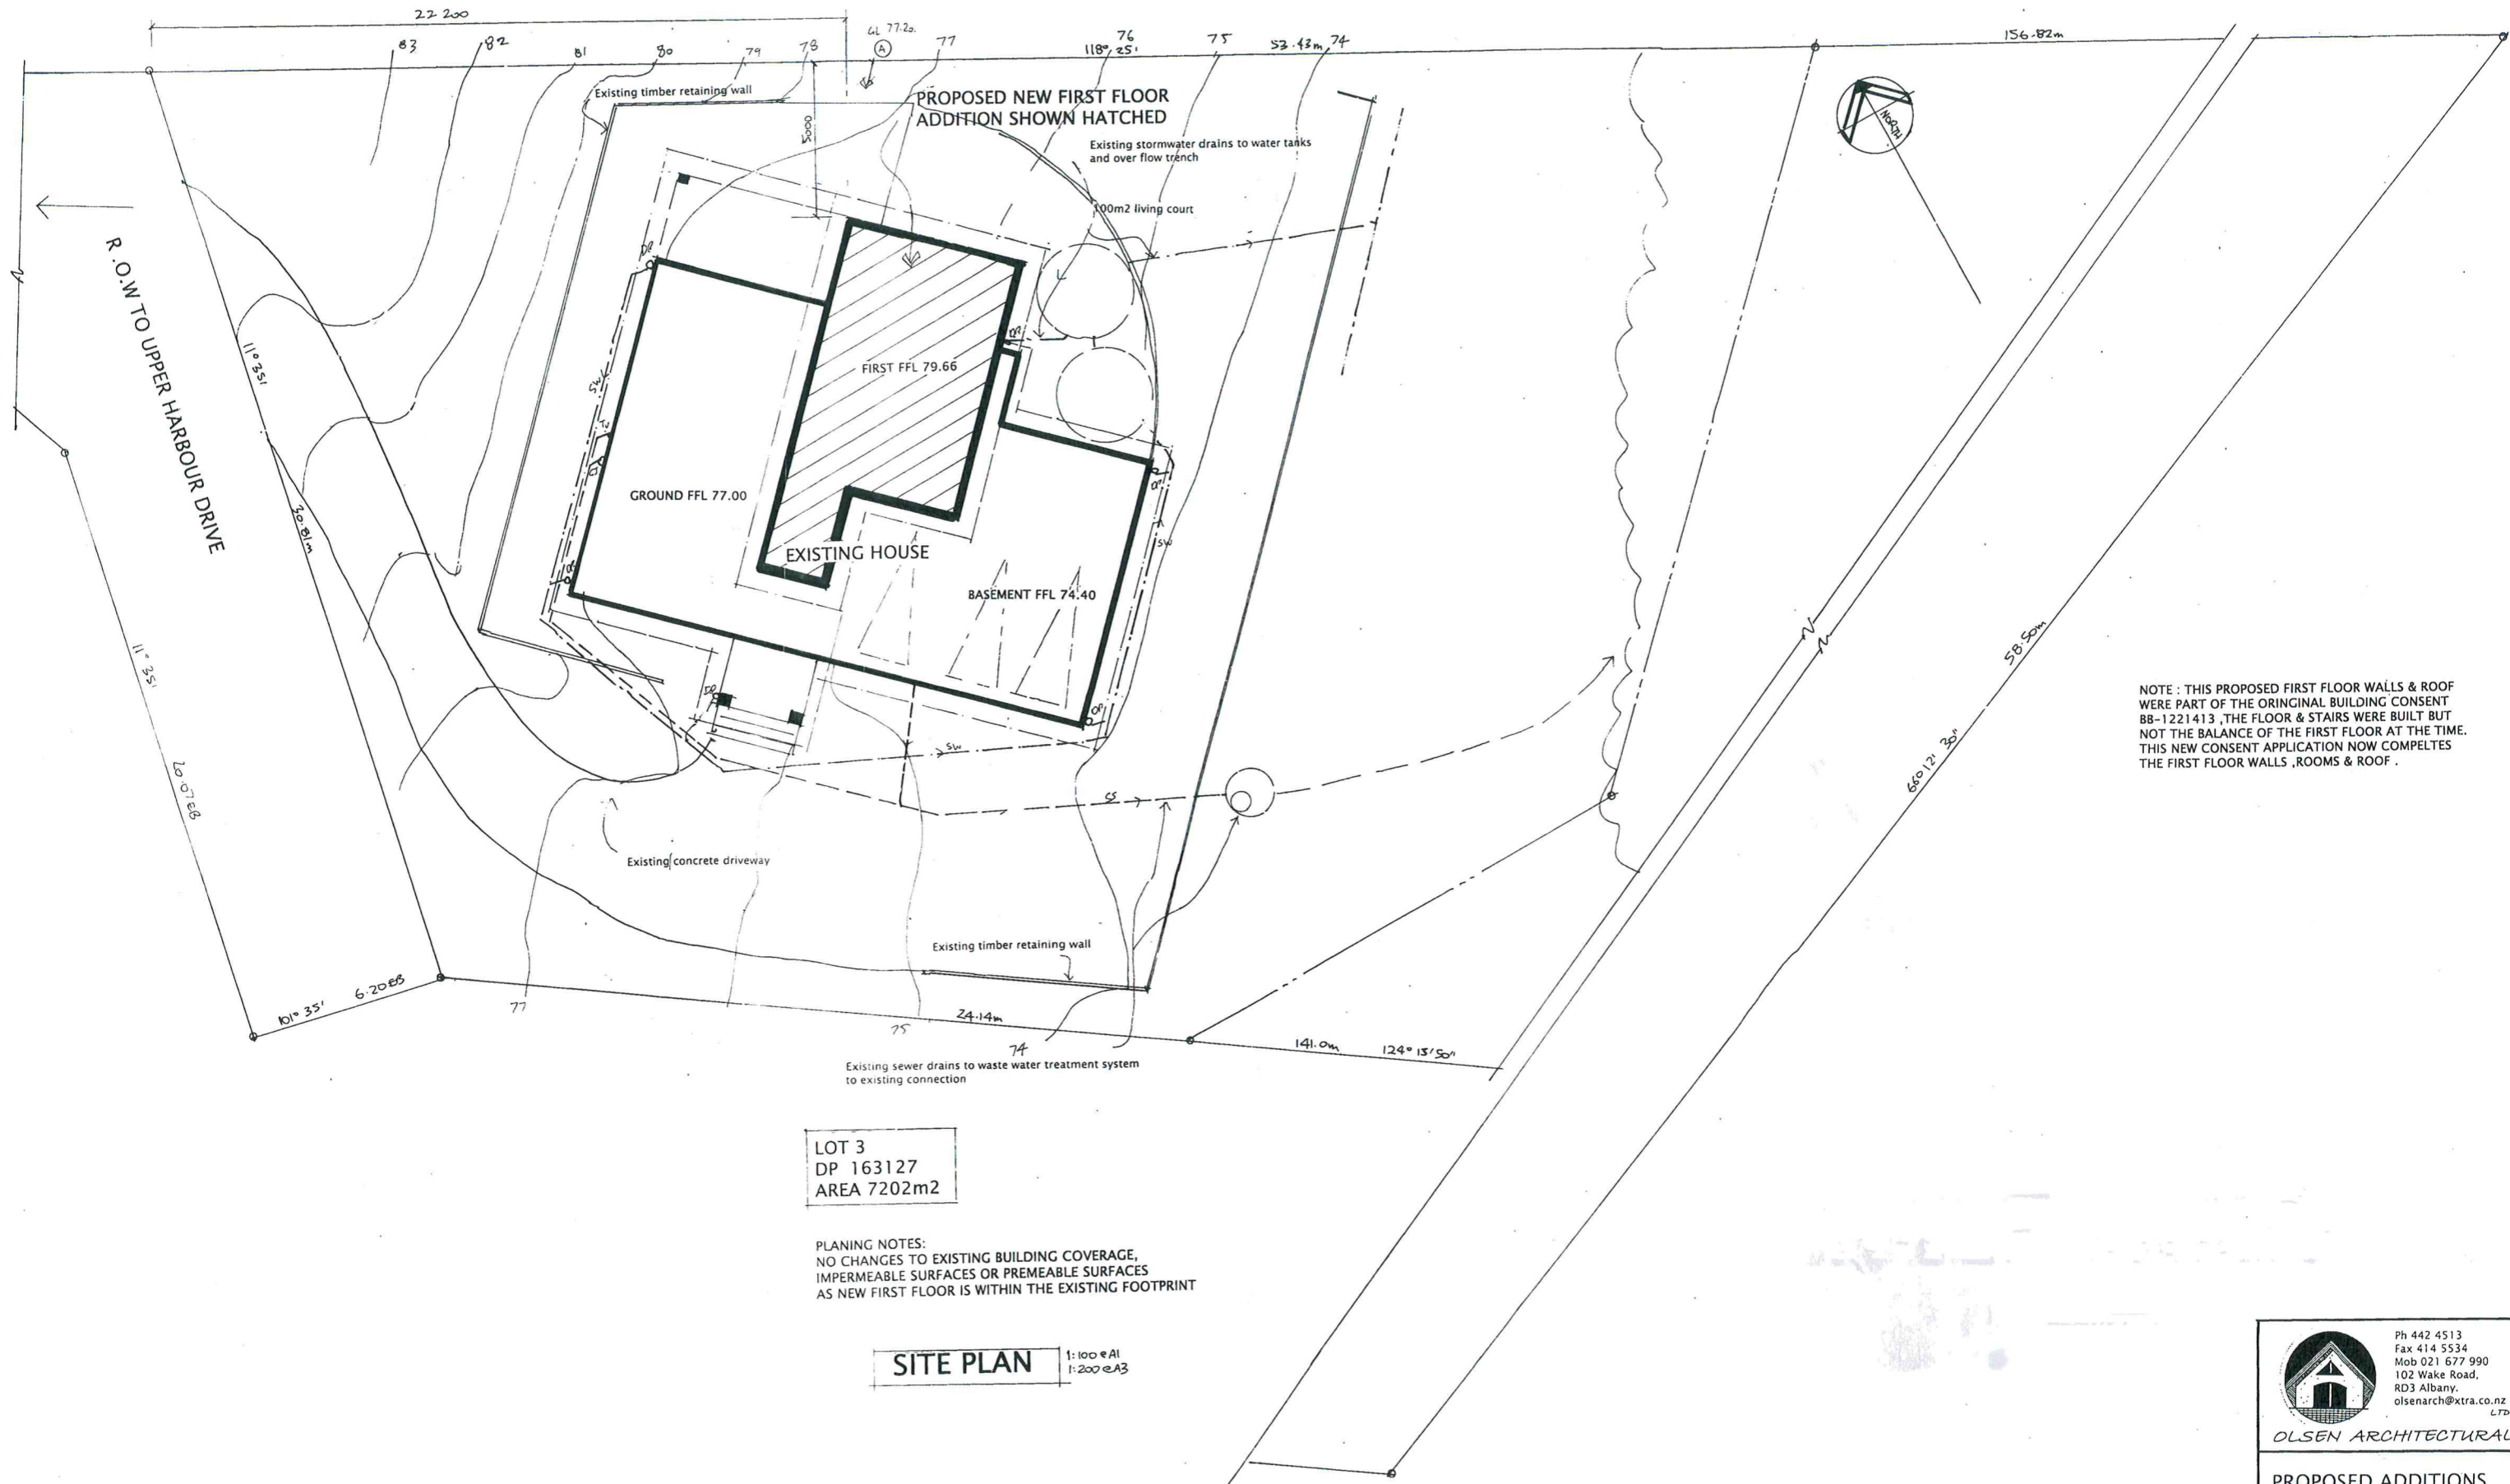 22 200
83
82
81
80
79
78
GL 77.20
A
77
76
118° 25'
75
53.43m
74
156.82m
Existing timber retaining wall
5000
PROPOSED NEW FIRST FLOOR
ADDITION SHOWN HATCHED
Existing stormwater drains to water tanks
and over flow trench
NORTH
100m2 living court
R.O.W TO UPPER HARBOUR DRIVE
11° 35'
30.81m
DP
DP
FIRST FFL 79.66
SW
GROUND FFL 77.00
DP
SW
EXISTING HOUSE
BASEMENT FFL 74.40
DP
DP
DP
SW
SS
11° 35'
20.07EB
58.50m
66° 12' 30"
NOTE : THIS PROPOSED FIRST FLOOR WALLS & ROOF
WERE PART OF THE ORINGINAL BUILDING CONSENT
BB-1221413 ,THE FLOOR & STAIRS WERE BUILT BUT
NOT THE BALANCE OF THE FIRST FLOOR AT THE TIME.
THIS NEW CONSENT APPLICATION NOW COMPELTES
THE FIRST FLOOR WALLS ,ROOMS & ROOF .
Existing concrete driveway
Existing timber retaining wall
101° 35'
6.20EB
77
75
24.14m
74
141.0m
124° 15' 50"
Existing sewer drains to waste water treatment system
to existing connection
LOT 3
DP 163127
AREA 7202m2
PLANING NOTES:
NO CHANGES TO EXISTING BUILDING COVERAGE,
IMPERMEABLE SURFACES OR PREMEABLE SURFACES
AS NEW FIRST FLOOR IS WITHIN THE EXISTING FOOTPRINT
SITE PLAN
1:100 @ A1
1:200 @ A3
Ph 442 4513
Fax 414 5534
Mob 021 677 990
102 Wake Road,
RD3 Albany.
olsenarch@xtra.co.nz
LTD
OLSEN ARCHITECTURAL
PROPOSED ADDITIONS